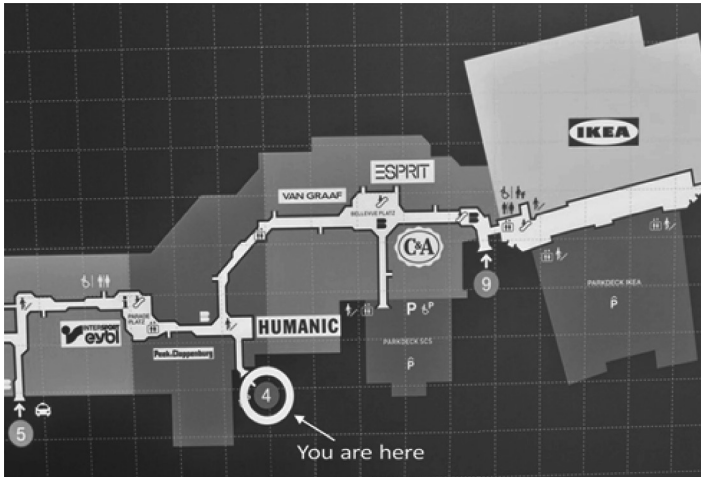 IKEA
ESPRIT
VAN GRAAF
BELLEVUE PLATZ
C&A
9
PARKDECK IKEA
P
P
P
HUMANIC
PARKDECK SCS
P
i
PARADE
PLATZ
INTERSPORT
eybl
Peek&Cloppenburg
4
5
You are here